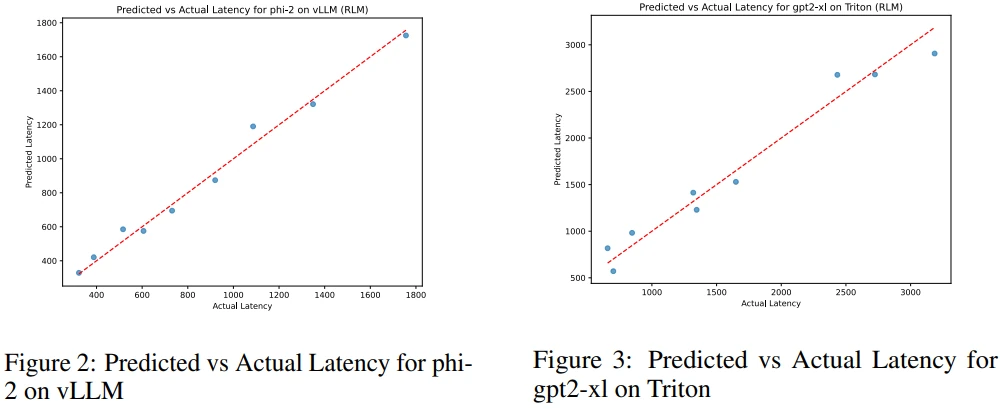 Predicted vs Actual Latency for phi-2 on vLLM (RLM)
1800
1600
1400
1200
1000
800
600
400
Predicted Latency
400 600 800 1000 1200 1400 1600 1800
Actual Latency
Figure 2: Predicted vs Actual Latency for phi-
2 on vLLM
Predicted vs Actual Latency for gpt2-xl on Triton (RLM)
3000
2500
2000
1500
1000
500
Predicted Latency
1000 1500 2000 2500 3000
Actual Latency
Figure 3: Predicted vs Actual Latency for
gpt2-xl on Triton